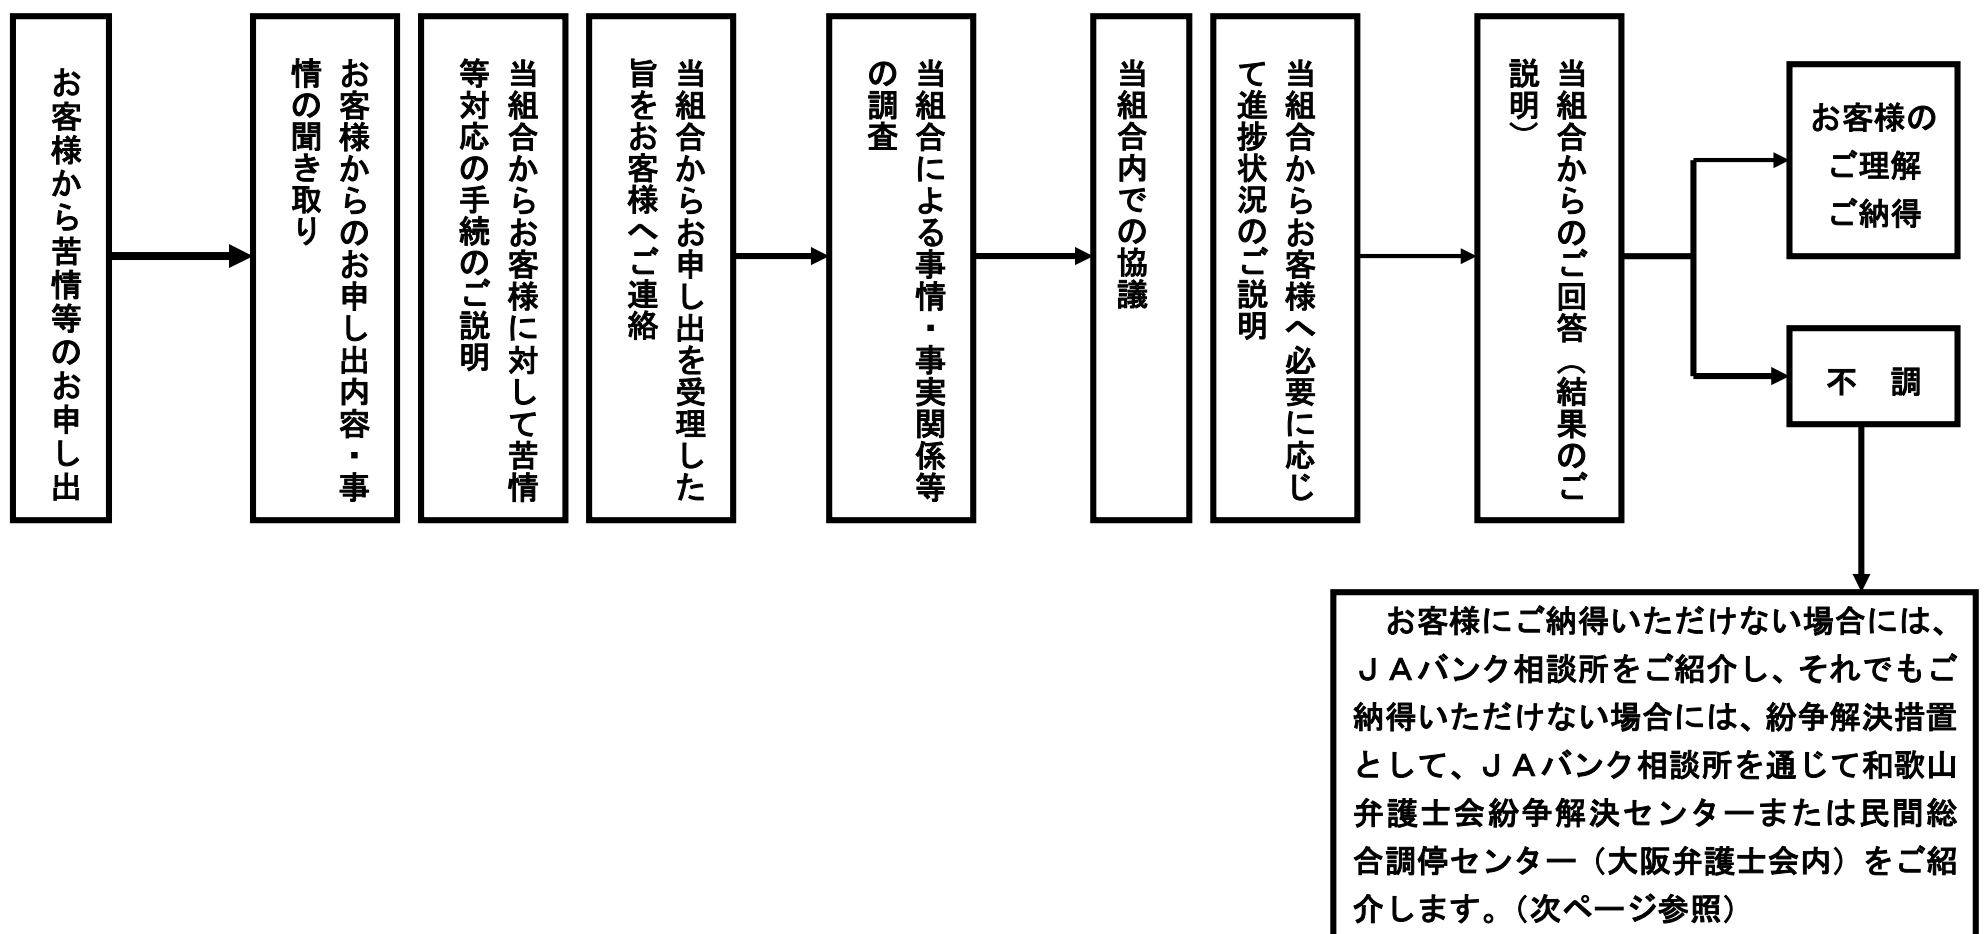 お客様から苦情等のお申し出
お客様からのお申し出内容・事
情の聞き取り
当組合からお客様に対して苦情
等対応の手続のご説明
当組合からお申し出を受理した
旨をお客様へご連絡
当組合による事情・事実関係等
の調査
当組合内での協議
当組合からお客様へ必要に応じ
て進捗状況のご説明
当組合からのご回答（結果のご
説明）
お客様の
ご理解
ご納得
不　調
お客様にご納得いただけない場合には、
ＪＡバンク相談所をご紹介し、それでもご
納得いただけない場合には、紛争解決措置
として、ＪＡバンク相談所を通じて和歌山
弁護士会紛争解決センターまたは民間総
合調停センター（大阪弁護士会内）をご紹
介します。（次ページ参照）